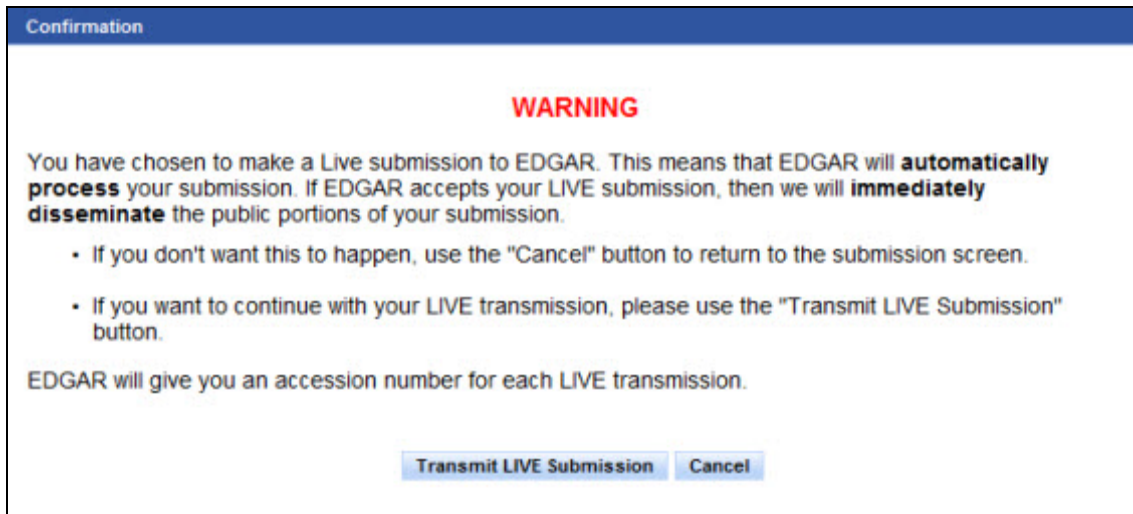 Confirmation
WARNING
You have chosen to make a Live submission to EDGAR. This means that EDGAR will automatically
process your submission. If EDGAR accepts your LIVE submission, then we will immediately
disseminate the public portions of your submission.
• If you don't want this to happen, use the "Cancel" button to return to the submission screen.
• If you want to continue with your LIVE transmission, please use the "Transmit LIVE Submission"
button.
EDGAR will give you an accession number for each LIVE transmission.
Transmit LIVE Submission Cancel